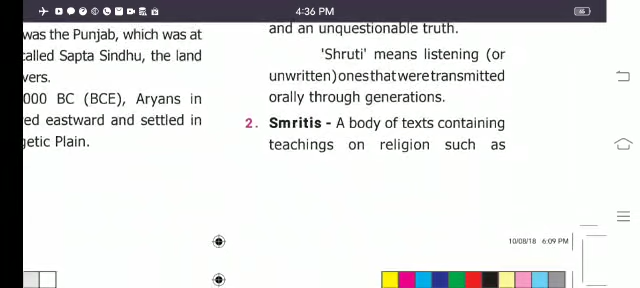 4:36 PM
was the Punjab, which was at
called Sapta Sindhu, the land
vers.
000 BC (BCE), Aryans in
ed eastward and settled in
getic Plain.
and an unquestionable truth.
'Shruti' means listening (or
unwritten) ones that were transmitted
orally through generations.
2. Smritis - A body of texts containing
teachings on religion such as
10/08/18 6:09 PM